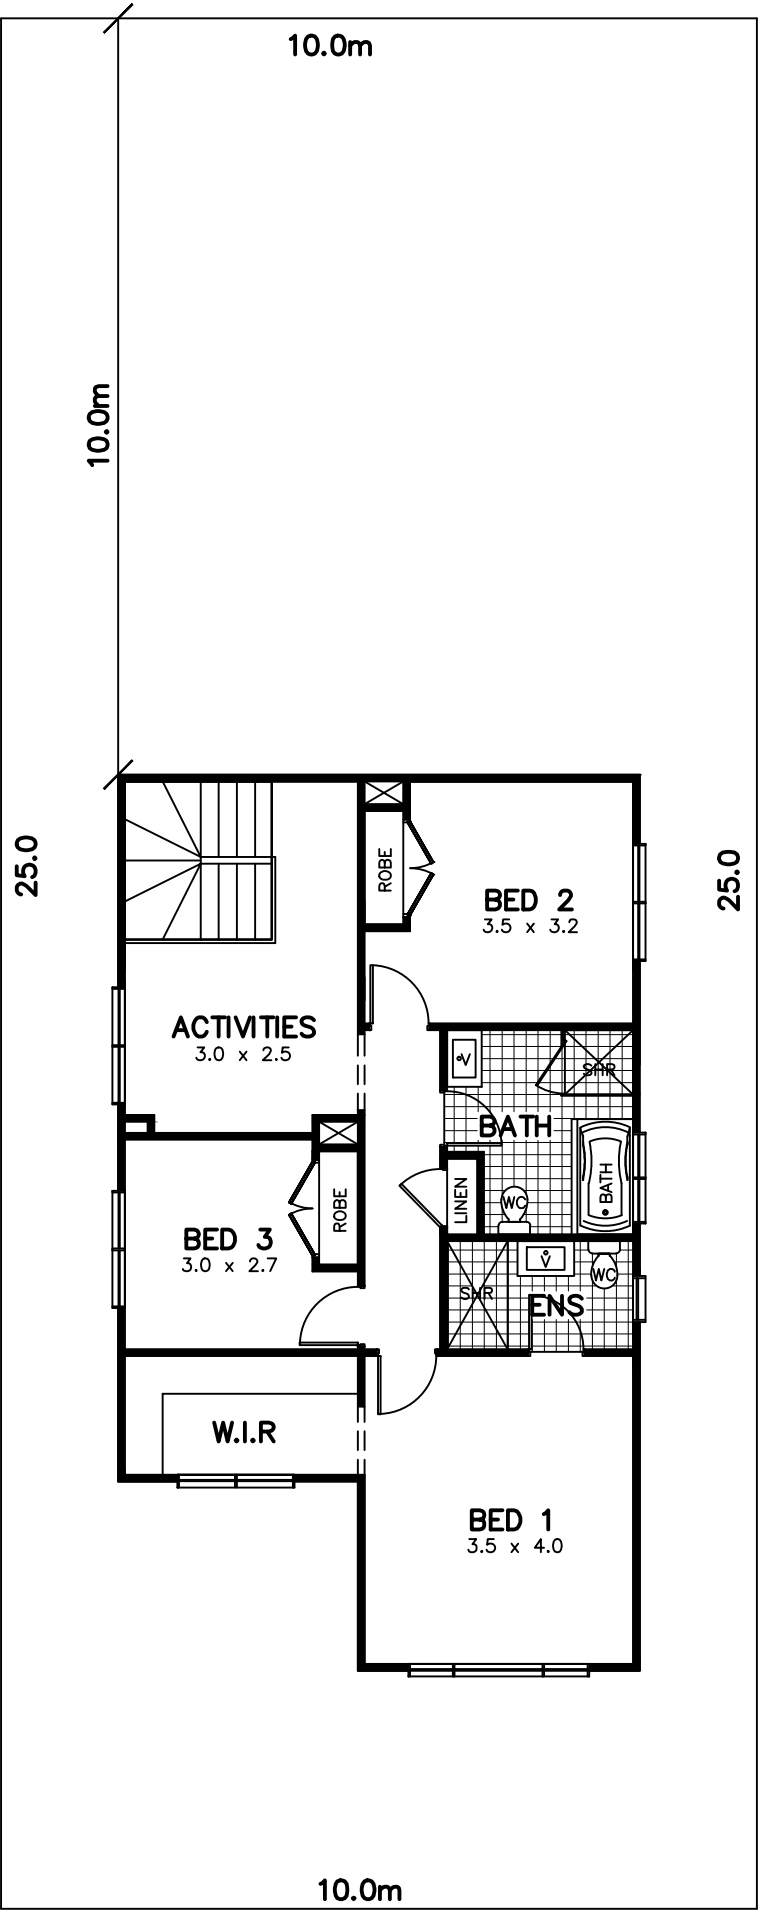 10.0m
10.0m
25.0
25.0
ROBE
BED 2
3.5 x 3.2
ACTIVITIES
3.0 x 2.5
V
SHR
BATH
BATH
LINEN
WC
ROBE
BED 3
3.0 x 2.7
V
WC
SHR
ENS
W.I.R
BED 1
3.5 x 4.0
10.0m